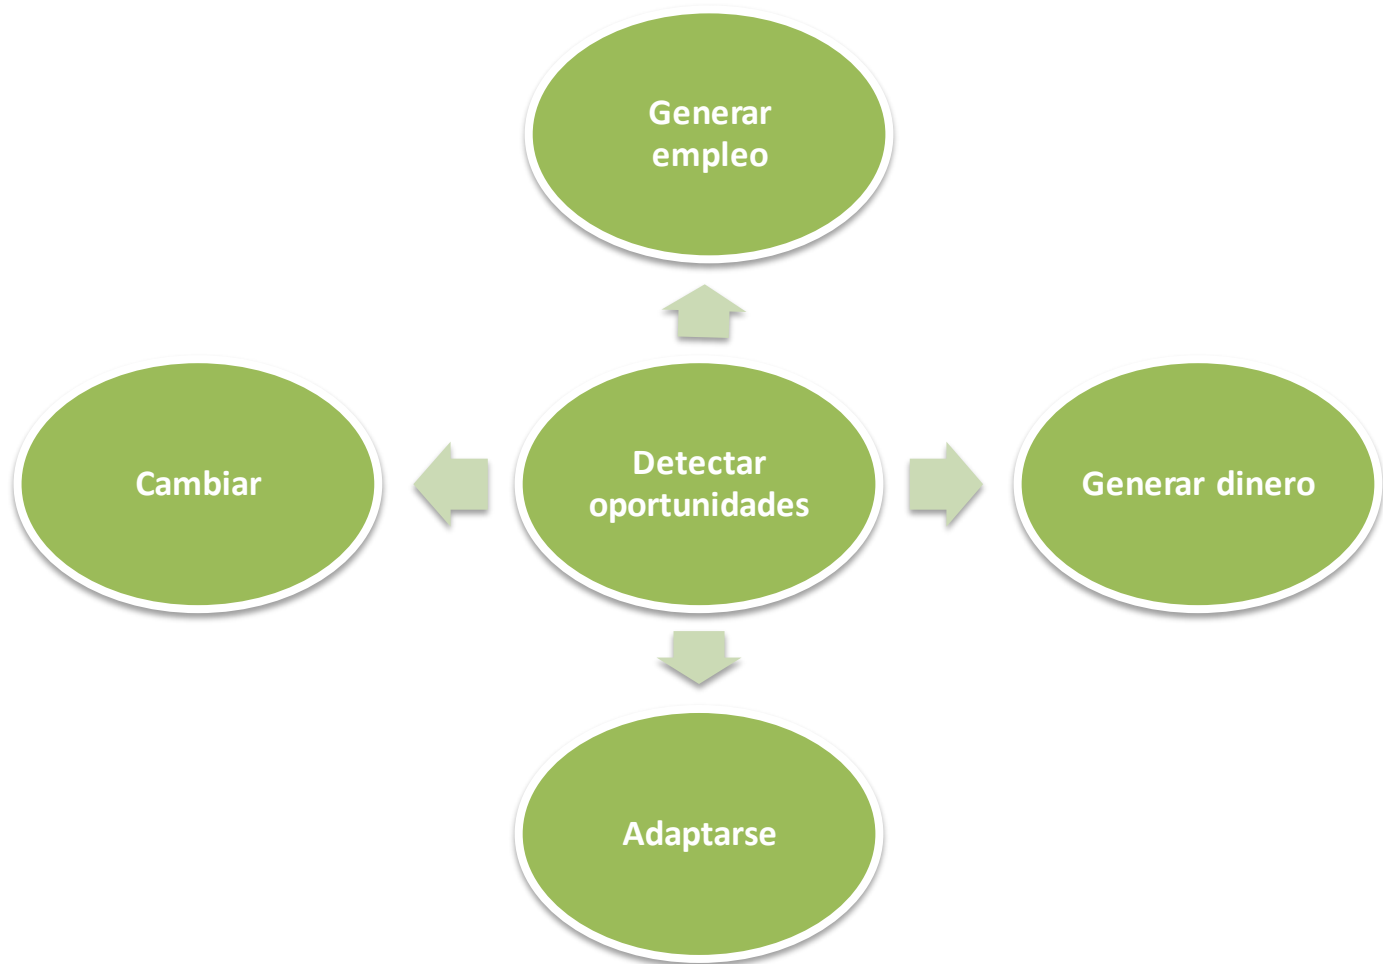 Generar
empleo
Cambiar
Detectar
oportunidades
Generar dinero
Adaptarse